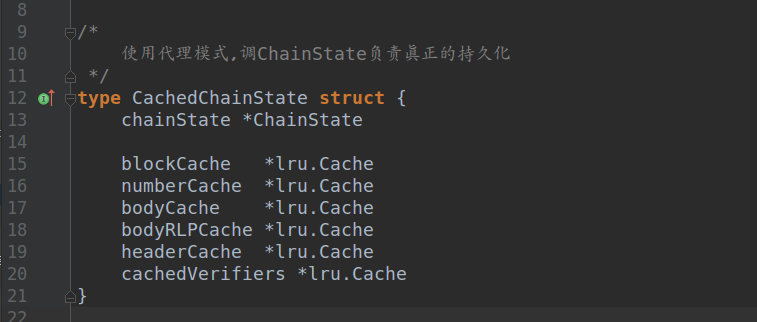 8
9 /*
10 使用代理模式,调ChainState负责真正的持久化
11 */
12 type CachedChainState struct {
13 chainState *ChainState
14
15 blockCache *lru.Cache
16 numberCache *lru.Cache
17 bodyCache *lru.Cache
18 bodyRLPCache *lru.Cache
19 headerCache *lru.Cache
20 cachedVerifiers *lru.Cache
21 }
22